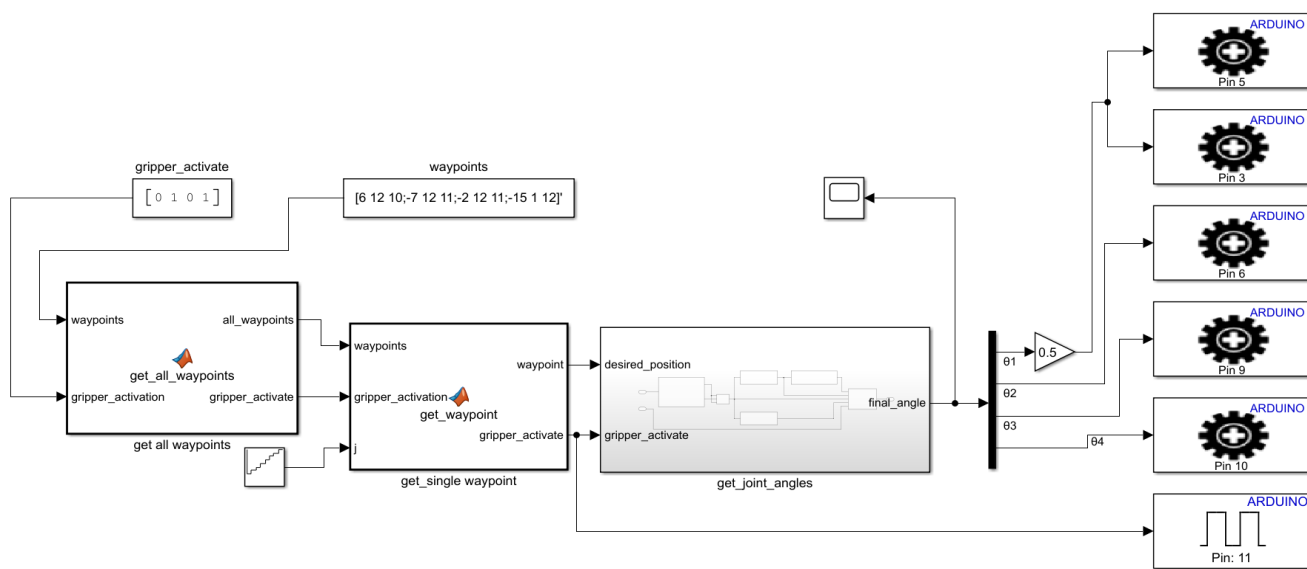 gripper_activate
[ 0 1 0 1 ]
waypoints
[6 12 10;-7 12 11;-2 12 11;-15 1 12]'
waypoints
all_waypoints
get_all_waypoints
gripper_activation
gripper_activate
get all waypoints
waypoints
waypoint
gripper_activation
get_waypoint
gripper_activate
j
get_single waypoint
desired_position
final_angle
gripper_activate
get_joint_angles
θ1
0.5
θ2
θ3
θ4
ARDUINO
Pin 5
ARDUINO
Pin 3
ARDUINO
Pin 6
ARDUINO
Pin 9
ARDUINO
Pin 10
ARDUINO
Pin: 11